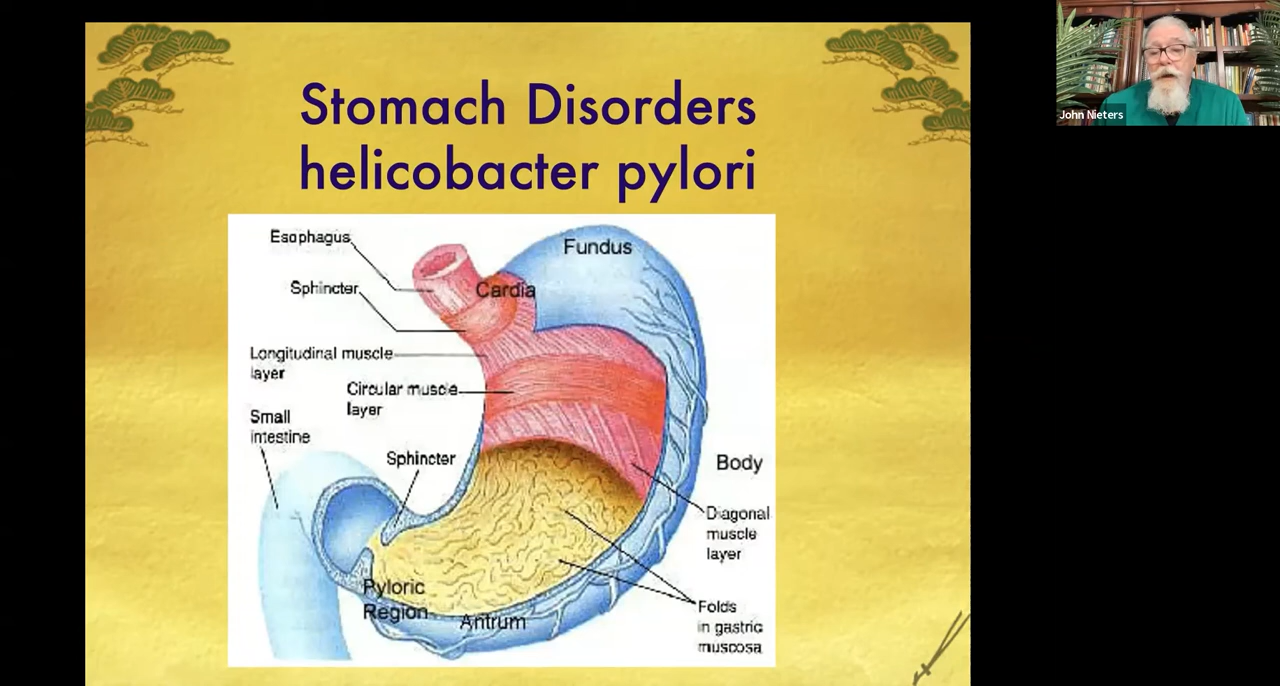 Stomach Disorders
helicobacter pylori
Esophagus
Fundus
Sphincter
Cardia
Longitudinal muscle
layer
Circular muscle
layer
Small
intestine
Sphincter
Body
Diagonal
muscle
layer
Pyloric
Region
Antrum
Folds
in gastric
muscosa
John Nieters